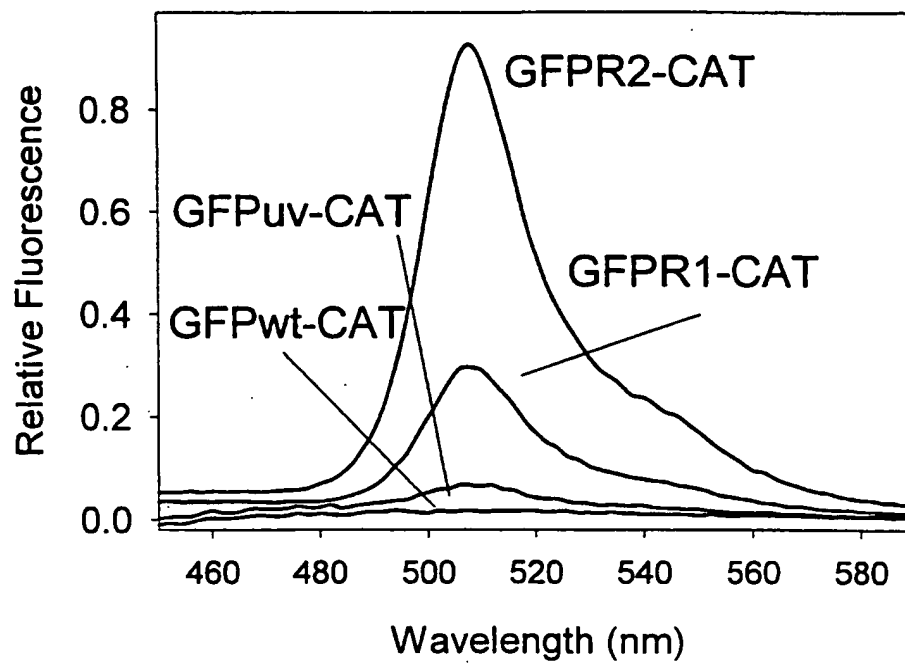 GFPR2-CAT
GFPuv-CAT
GFPR1-CAT
GFPwt-CAT
Relative Fluorescence
0.8
0.6
0.4
0.2
0.0
460 480 500 520 540 560 580
Wavelength (nm)